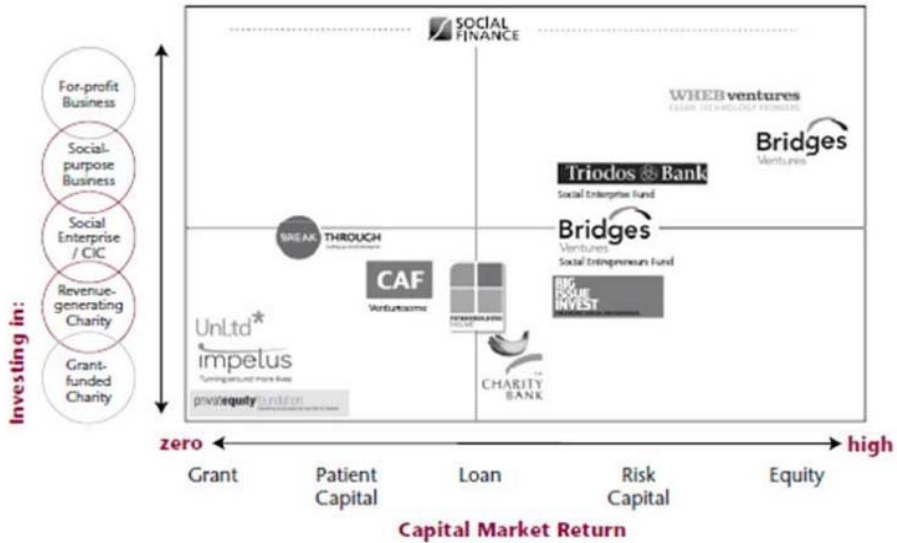 SOCIAL
FINANCE
For-profit
Business
WHEB ventures
Bridges
Ventures
Social-
purpose
Business
Triodos Bank
Social Enterprise Fund
Social
Enterprise
/ CIC
BREAK THROUGH
Bridges
Ventures
Social Entrepreneurs Fund
CAF
Venturesome
BIG
ISSUE
INVEST
Revenue-
generating
Charity
UnLtd*
impetus
Turning around more lives
CHARITY
BANK
Grant-
funded
Charity
privateequityfoundation
Investing in:
zero
high
Grant
Patient
Capital
Loan
Risk
Capital
Equity
Capital Market Return